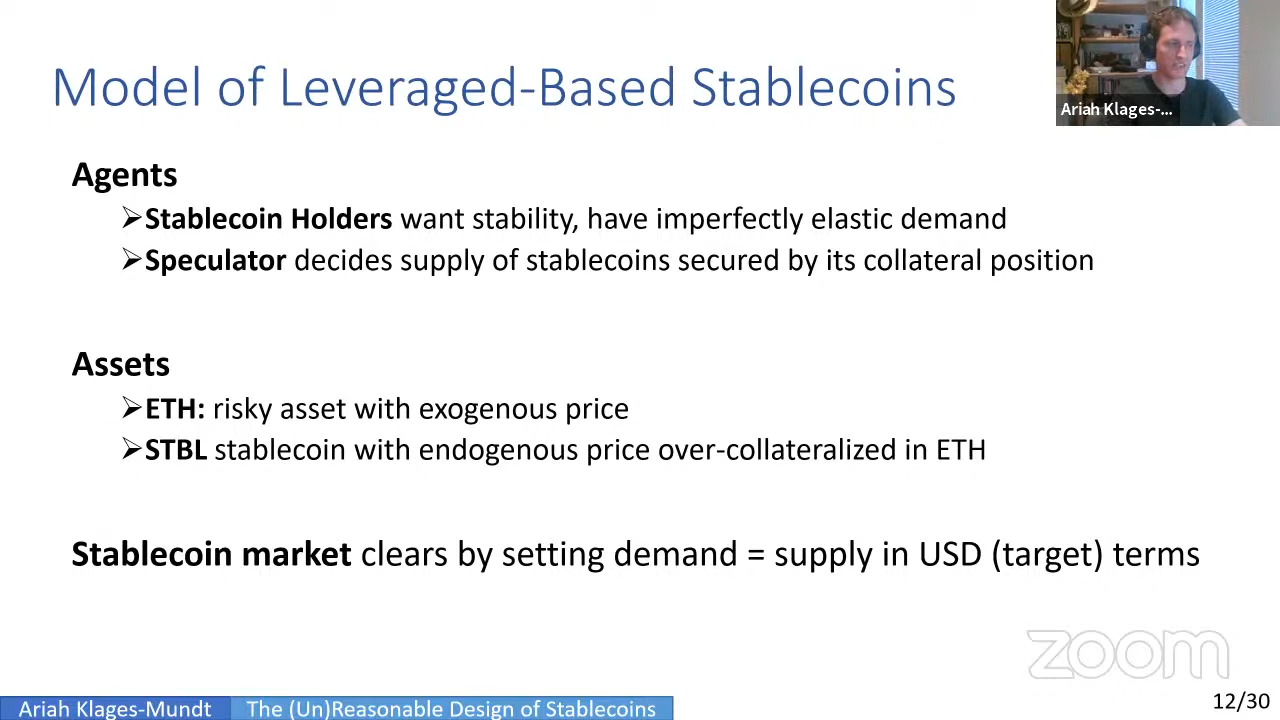 Model of Leveraged-Based Stablecoins
Ariah Klages-...
Agents
➢Stablecoin Holders want stability, have imperfectly elastic demand
➢Speculator decides supply of stablecoins secured by its collateral position
Assets
➢ETH: risky asset with exogenous price
➢STBL stablecoin with endogenous price over-collateralized in ETH
Stablecoin market clears by setting demand = supply in USD (target) terms
zoom
Ariah Klages-Mundt The (Un)Reasonable Design of Stablecoins
12/30